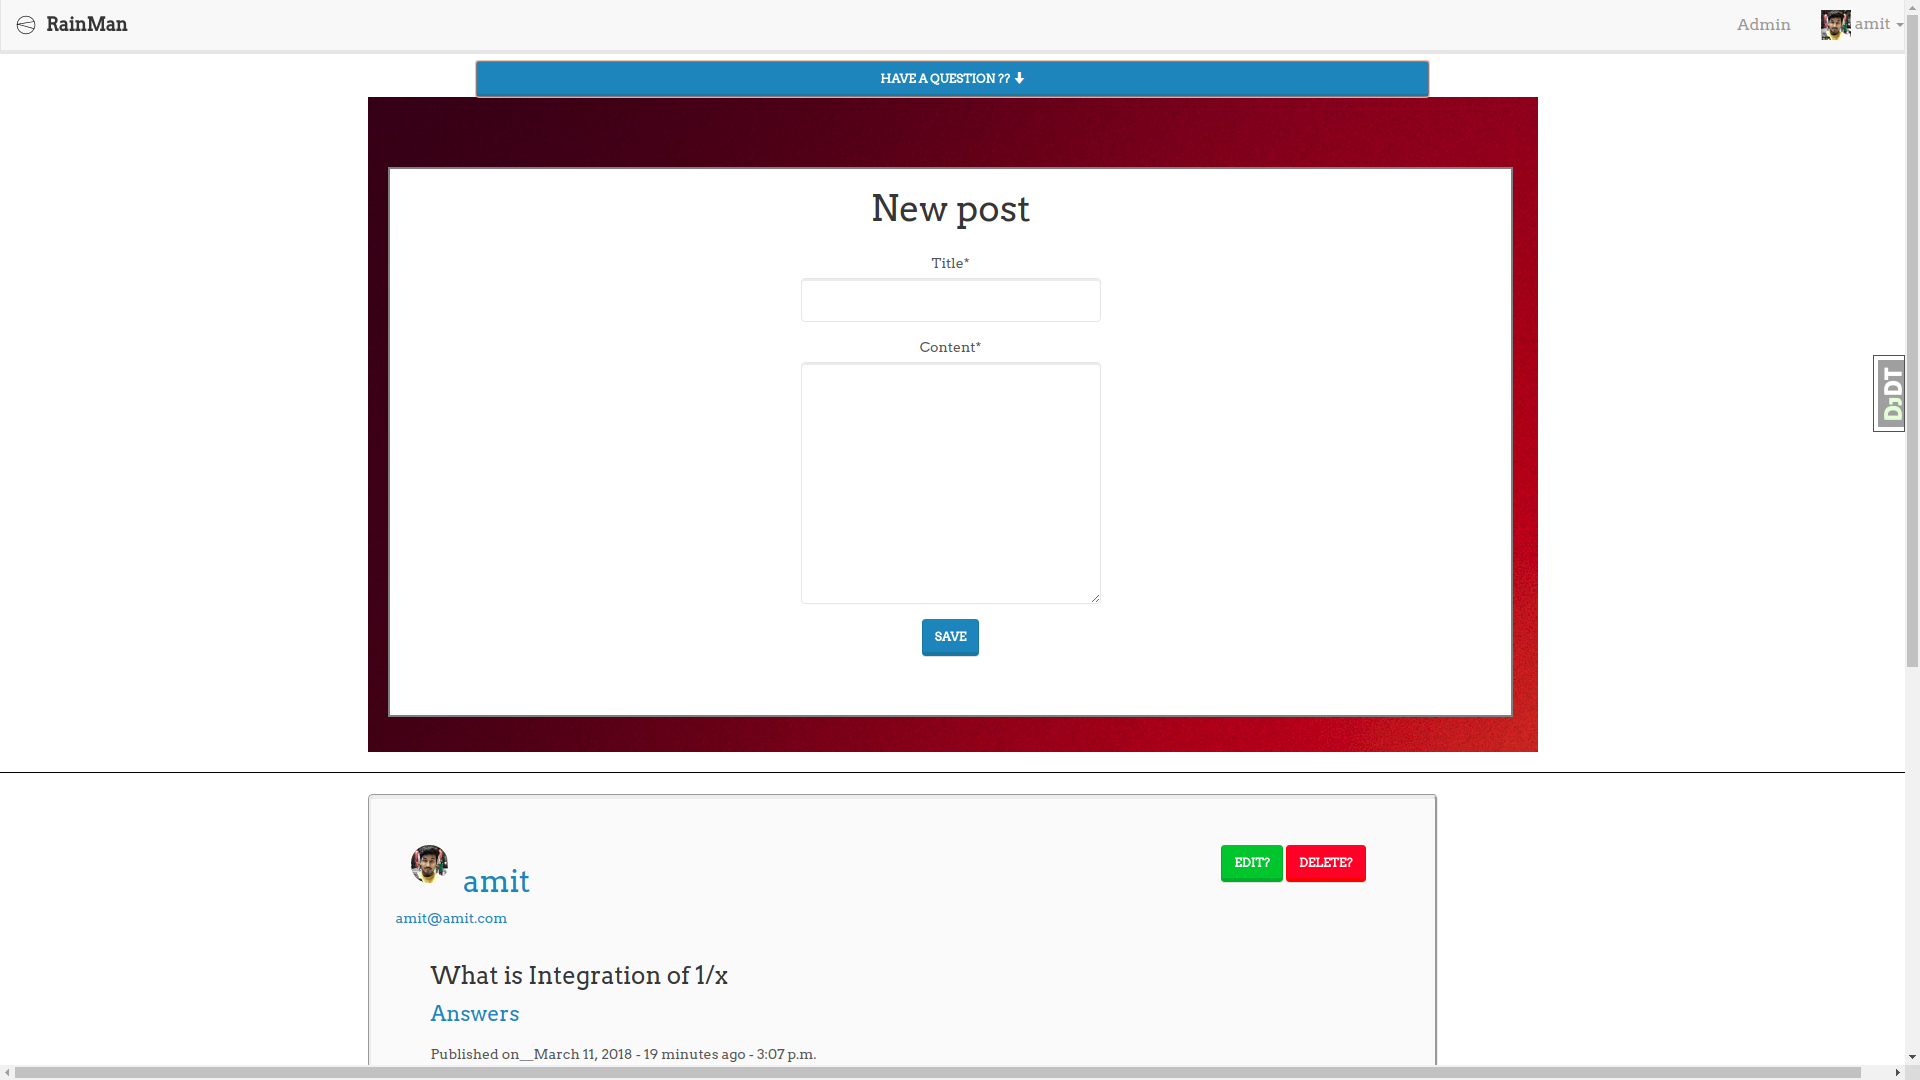 RainMan
Admin
amit
HAVE A QUESTION ??
New post
Title*
Content*
SAVE
DjDT
amit
EDIT?
DELETE?
amit@amit.com
What is Integration of 1/x
Answers
Published on__March 11, 2018 - 19 minutes ago - 3:07 p.m.